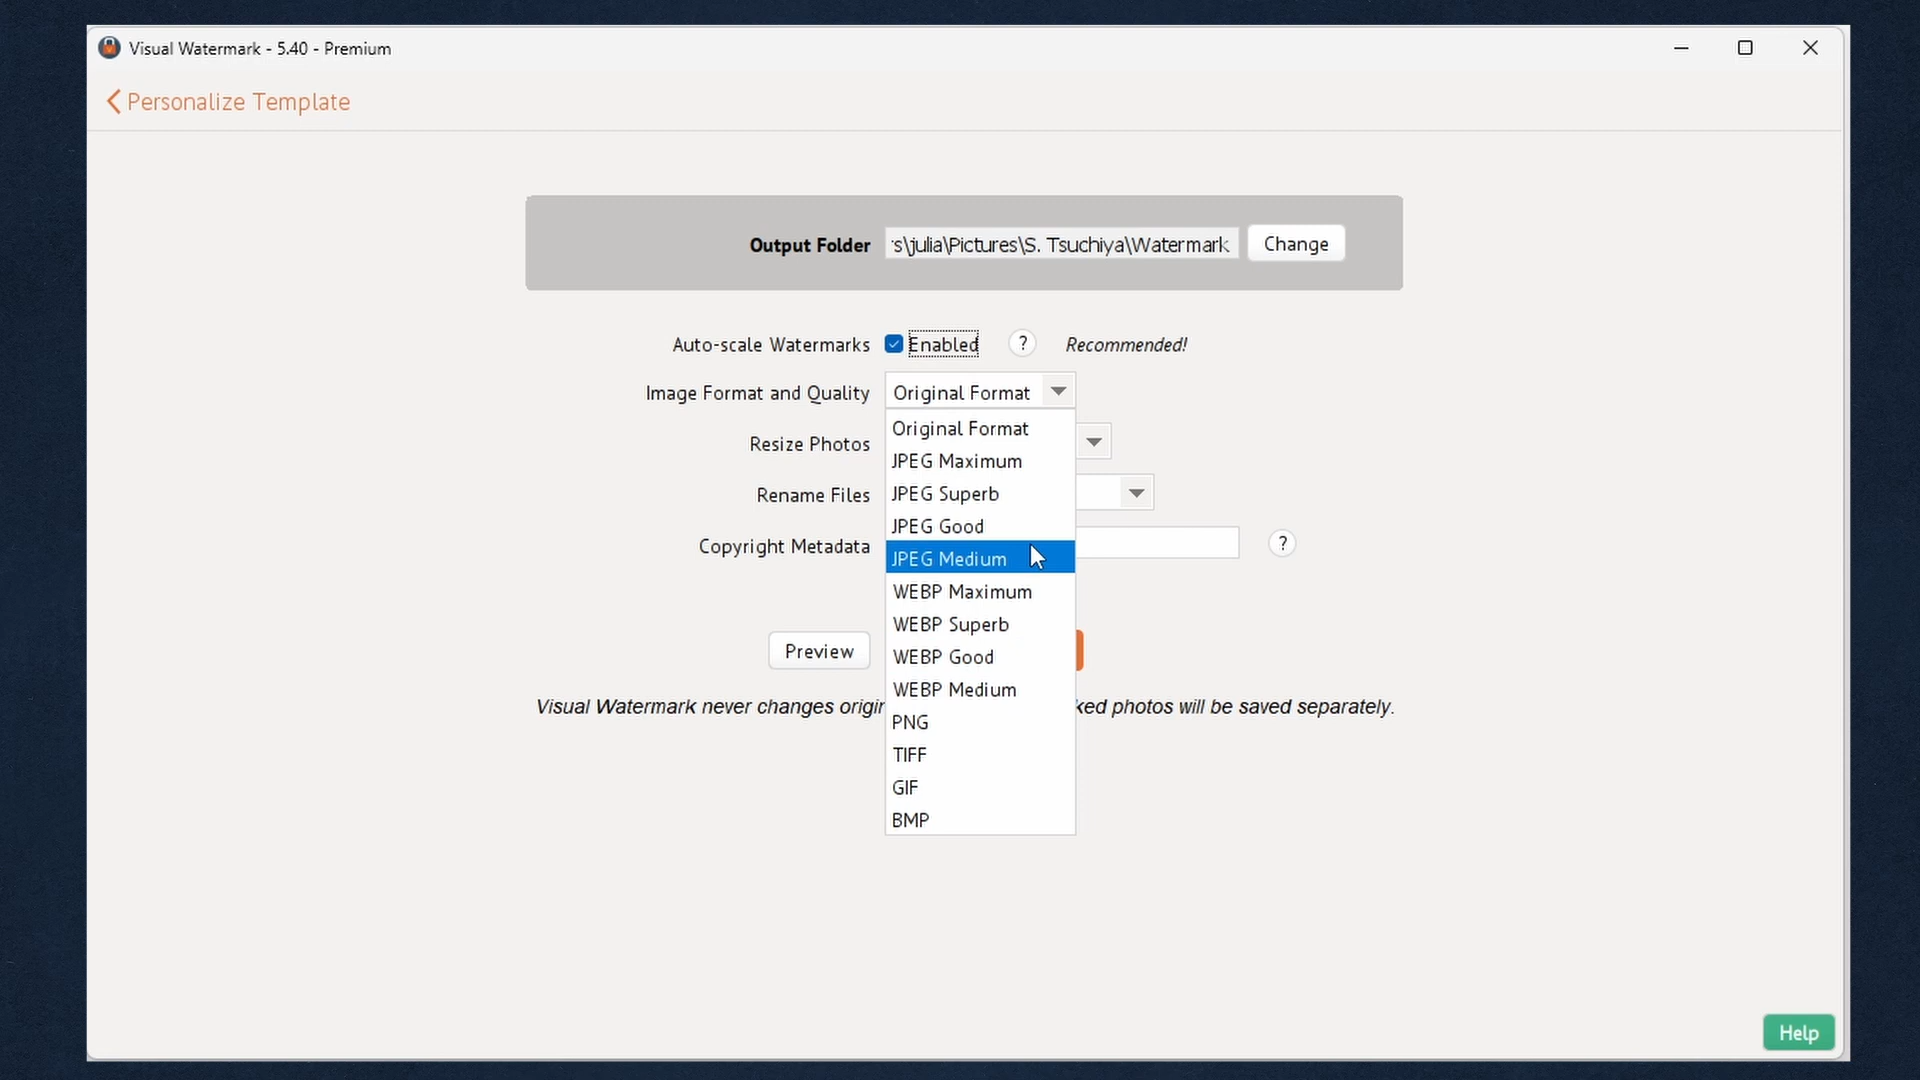 Visual Watermark - 5.40 - Premium
Personalize Template
Output Folder
s\julia\Pictures\S. Tsuchiya\Watermark
Change
Auto-scale Watermarks
Enabled
?
Recommended!
Image Format and Quality
Original Format
Original Format
JPEG Maximum
JPEG Superb
JPEG Good
JPEG Medium
WEBP Maximum
WEBP Superb
WEBP Good
WEBP Medium
PNG
TIFF
GIF
BMP
Resize Photos
Rename Files
Copyright Metadata
?
Preview
Visual Watermark never changes origin
ked photos will be saved separately.
Help